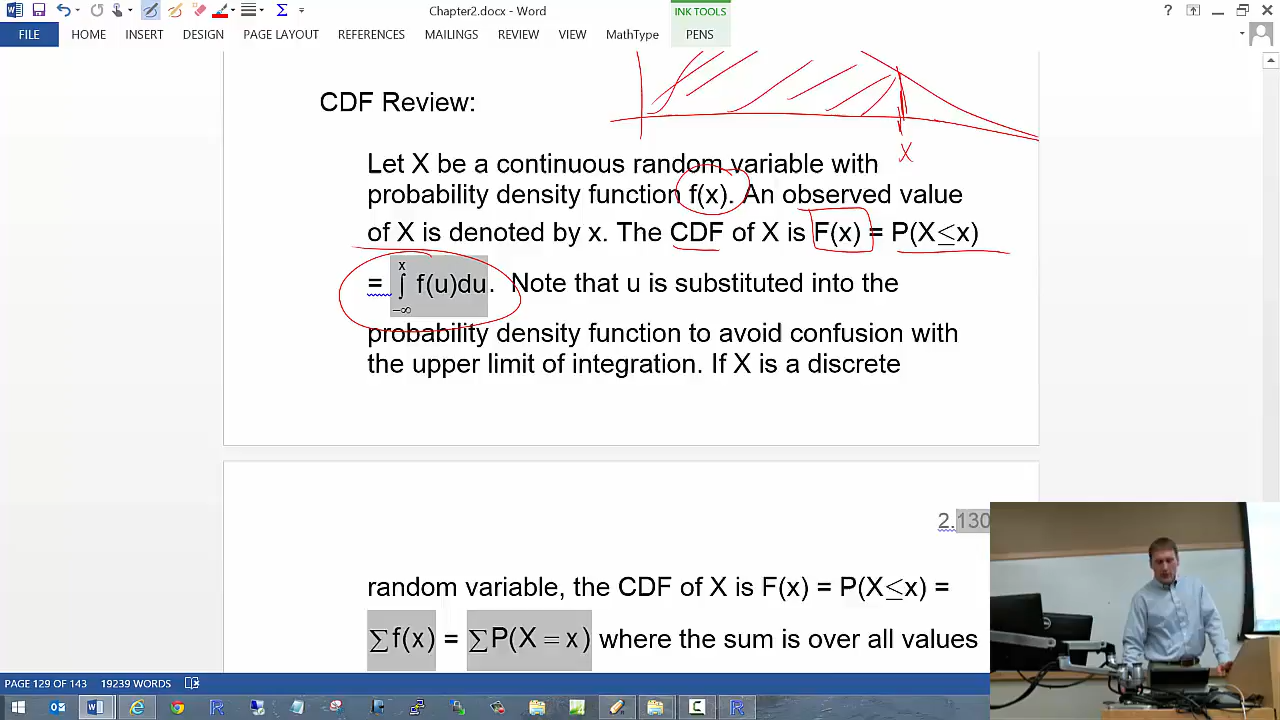 Chapter2.docx - Word
INK TOOLS
FILE HOME INSERT DESIGN PAGE LAYOUT REFERENCES MAILINGS REVIEW VIEW MathType PENS
CDF Review:
X
Let X be a continuous random variable with
probability density function f(x). An observed value
of X is denoted by x. The CDF of X is F(x) = P(X≤x)
= ∫_{-∞}^{x} f(u)du. Note that u is substituted into the
probability density function to avoid confusion with
the upper limit of integration. If X is a discrete
2.130
random variable, the CDF of X is F(x) = P(X≤x) =
∑f(x) = ∑P(X = x) where the sum is over all values
PAGE 129 OF 143 19239 WORDS